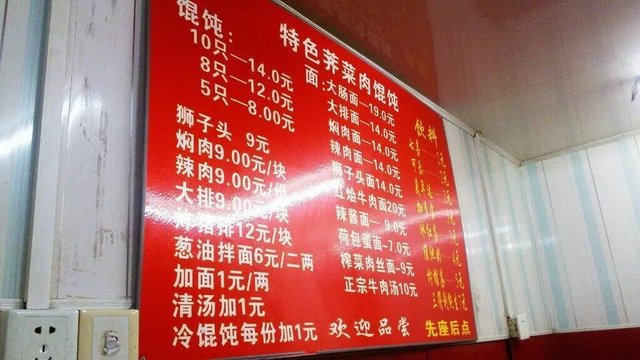 特色荠菜肉馄饨
馄饨:
10只—14.0元
8只—12.0元
5只—8.00元
狮子头 9元
焖肉9.00元/块
辣肉9.00元/份
大排9.00元/块
炸猪排12元/块
葱油拌面6元/二两
加面1元/两
清汤加1元
冷馄饨每份加1元
面:大肠面—19.0元
大排面—14.0元
焖肉面—14.0元
辣肉面—14.0元
狮子头面14.0元
红烩牛肉面20元
辣酱面—9.0元
荷包蛋面-7.0元
榨菜肉丝面-9元
正宗牛肉汤10元
欢迎品尝
饮料
先座后点